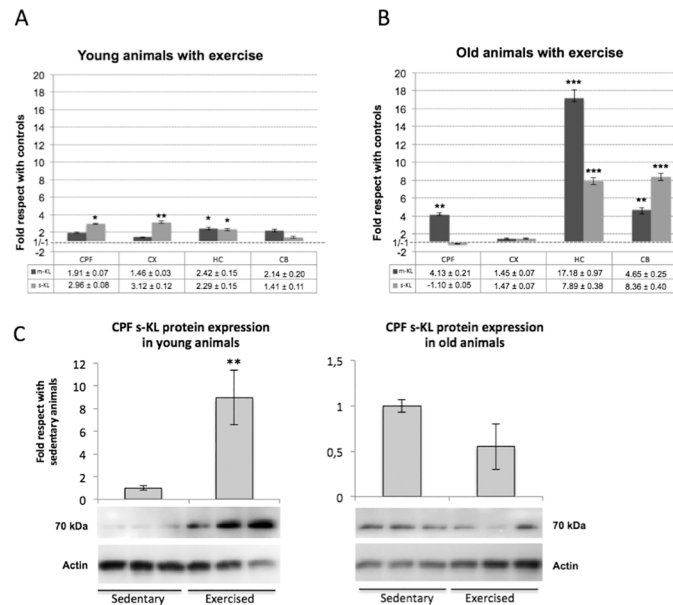 A
Young animals with exercise
Fold respect with controls
20
18
16
14
12
10
8
6
4
2
1/-1
-2
* ** * *
CPF CX HC CB
m-KL 1.91 ± 0.07 1.46 ± 0.03 2.42 ± 0.15 2.14 ± 0.20
s-KL 2.96 ± 0.08 3.12 ± 0.12 2.29 ± 0.15 1.41 ± 0.11
B
Old animals with exercise
Fold respect with controls
20
18
16
14
12
10
8
6
4
2
1/-1
-2
** *** *** ** ***
CPF CX HC CB
m-KL 4.13 ± 0.21 1.45 ± 0.07 17.18 ± 0.97 4.65 ± 0.25
s-KL -1.10 ± 0.05 1.47 ± 0.07 7.89 ± 0.38 8.36 ± 0.40
C
CPF s-KL protein expression
in young animals
Fold respect with
sedentary animals
12
10
8
6
4
2
0
**
70 kDa
Actin
Sedentary Exercised
CPF s-KL protein expression
in old animals
1,5
1
0,5
0
70 kDa
Actin
Sedentary Exercised